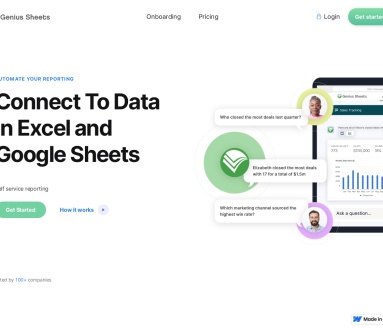 Genius Sheets
Onboarding
Pricing
Login
Get starte
UTOMATE YOUR REPORTING
Connect To Data
n Excel and
Google Sheets
elf service reporting
Get Started
How it works
ted by 100+ companies
Who closed the most deals last quarter?
Elizabeth closed the most
deals with 17 for a total of $1.5m
Which marketing channel sourced the
highest win rate?
Genius Sheets
Sales Tracking
Ask a question...
Made in